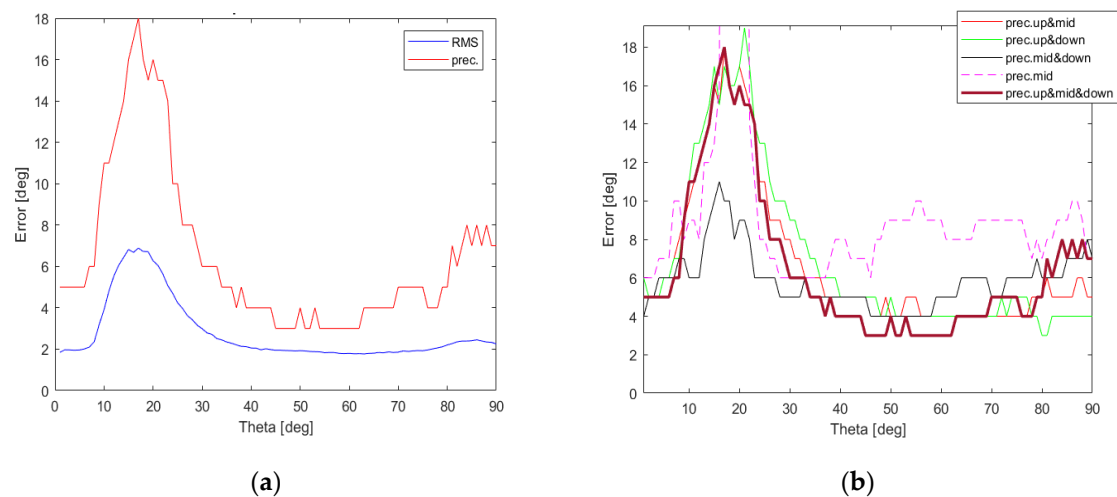 18
16
14
12
10
8
6
4
2
0
Error [deg]
0 10 20 30 40 50 60 70 80 90
Theta [deg]
RMS
prec.
(a)
18
16
14
12
10
8
6
4
2
0
Error [deg]
10 20 30 40 50 60 70 80 90
Theta [deg]
prec.up&mid
prec.up&down
prec.mid&down
prec.mid
prec.up&mid&down
(b)